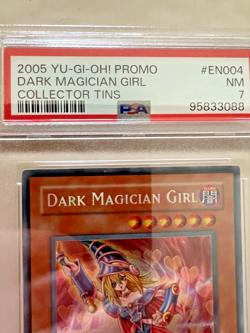 2005 YU-GI-OH! PROMO #EN004
DARK MAGICIAN GIRL NM
COLLECTOR TINS 7
PSA 95833088
DARK MAGICIAN GIRL